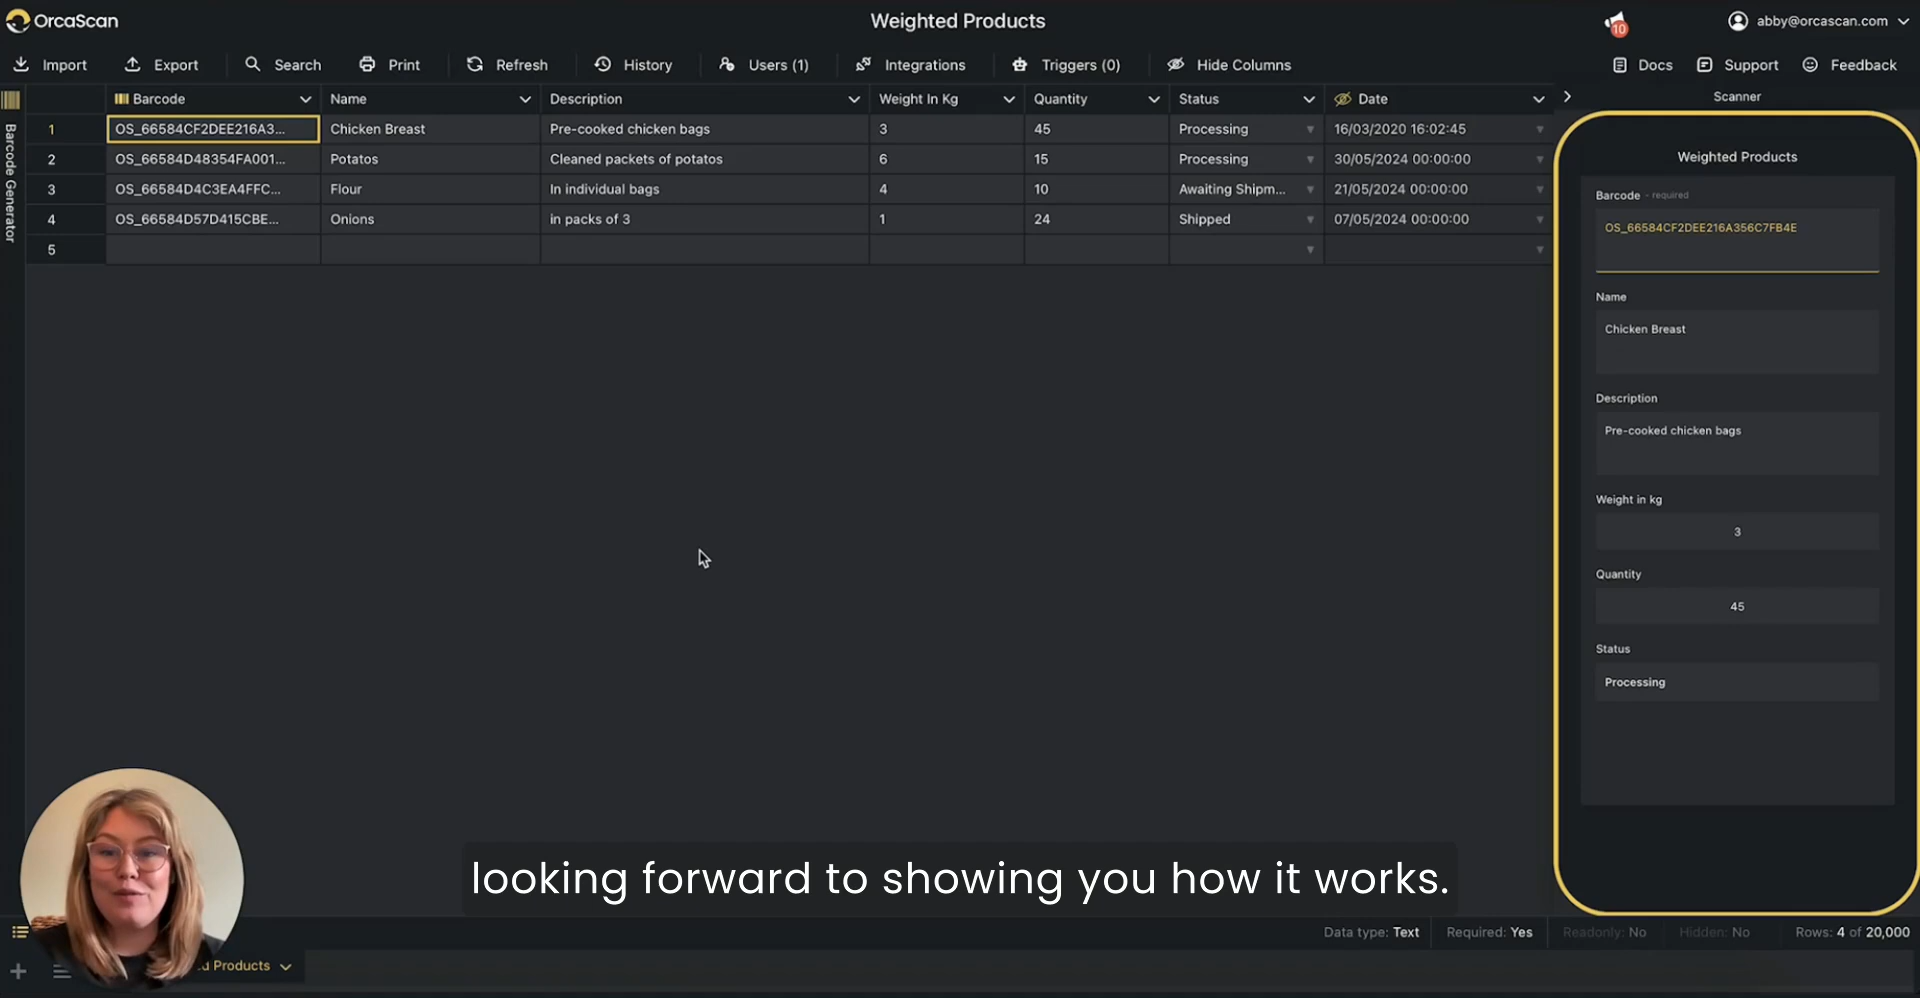 OrcaScan
Weighted Products
10
abby@orcascan.com
Import Export Search Print Refresh History Users (1) Integrations Triggers (0) Hide Columns Docs Support Feedback
Barcode Name Description Weight In Kg Quantity Status Date
1 OS_66584CF2DEE216A3... Chicken Breast Pre-cooked chicken bags 3 45 Processing 16/03/2020 16:02:45
2 OS_66584D48354FA001... Potatos Cleaned packets of potatos 6 15 Processing 30/05/2024 00:00:00
3 OS_66584D4C3EA4FFC... Flour In individual bags 4 10 Awaiting Shipm... 21/05/2024 00:00:00
4 OS_66584D57D415CBE... Onions in packs of 3 1 24 Shipped 07/05/2024 00:00:00
5
Barcode Generator
Scanner
Weighted Products
Barcode - required
OS_66584CF2DEE216A356C7FB4E
Name
Chicken Breast
Description
Pre-cooked chicken bags
Weight in kg
3
Quantity
45
Status
Processing
looking forward to showing you how it works.
Data type: Text Required: Yes Readonly: No Hidden: No Rows: 4 of 20,000
d Products